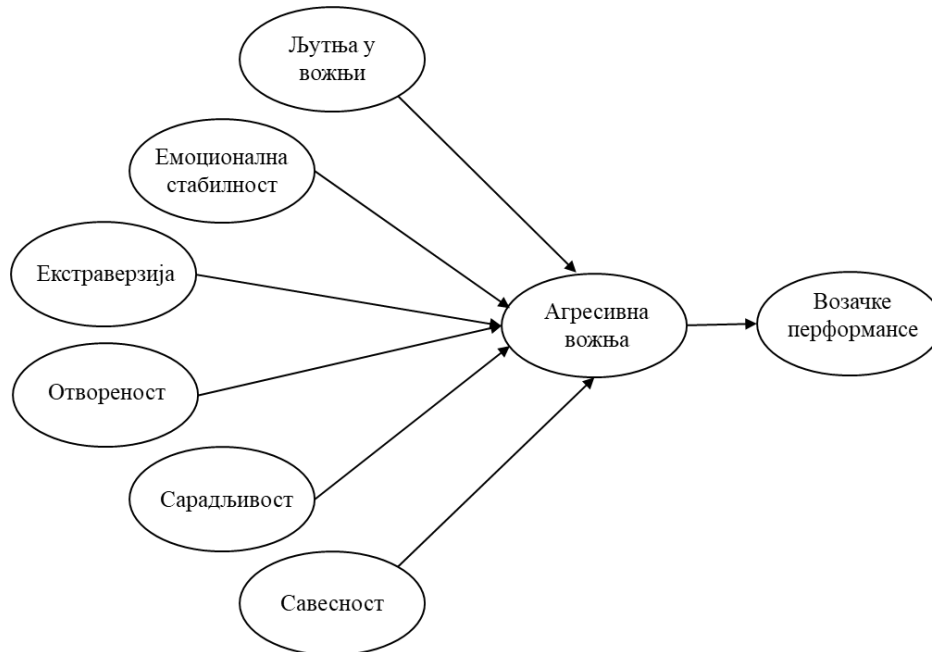 Љутња у
вожњи
Емоционална
стабилност
Екстраверзија
Отвореност
Сарадљивост
Савесност
Агресивна
вожња
Возачке
перформансе